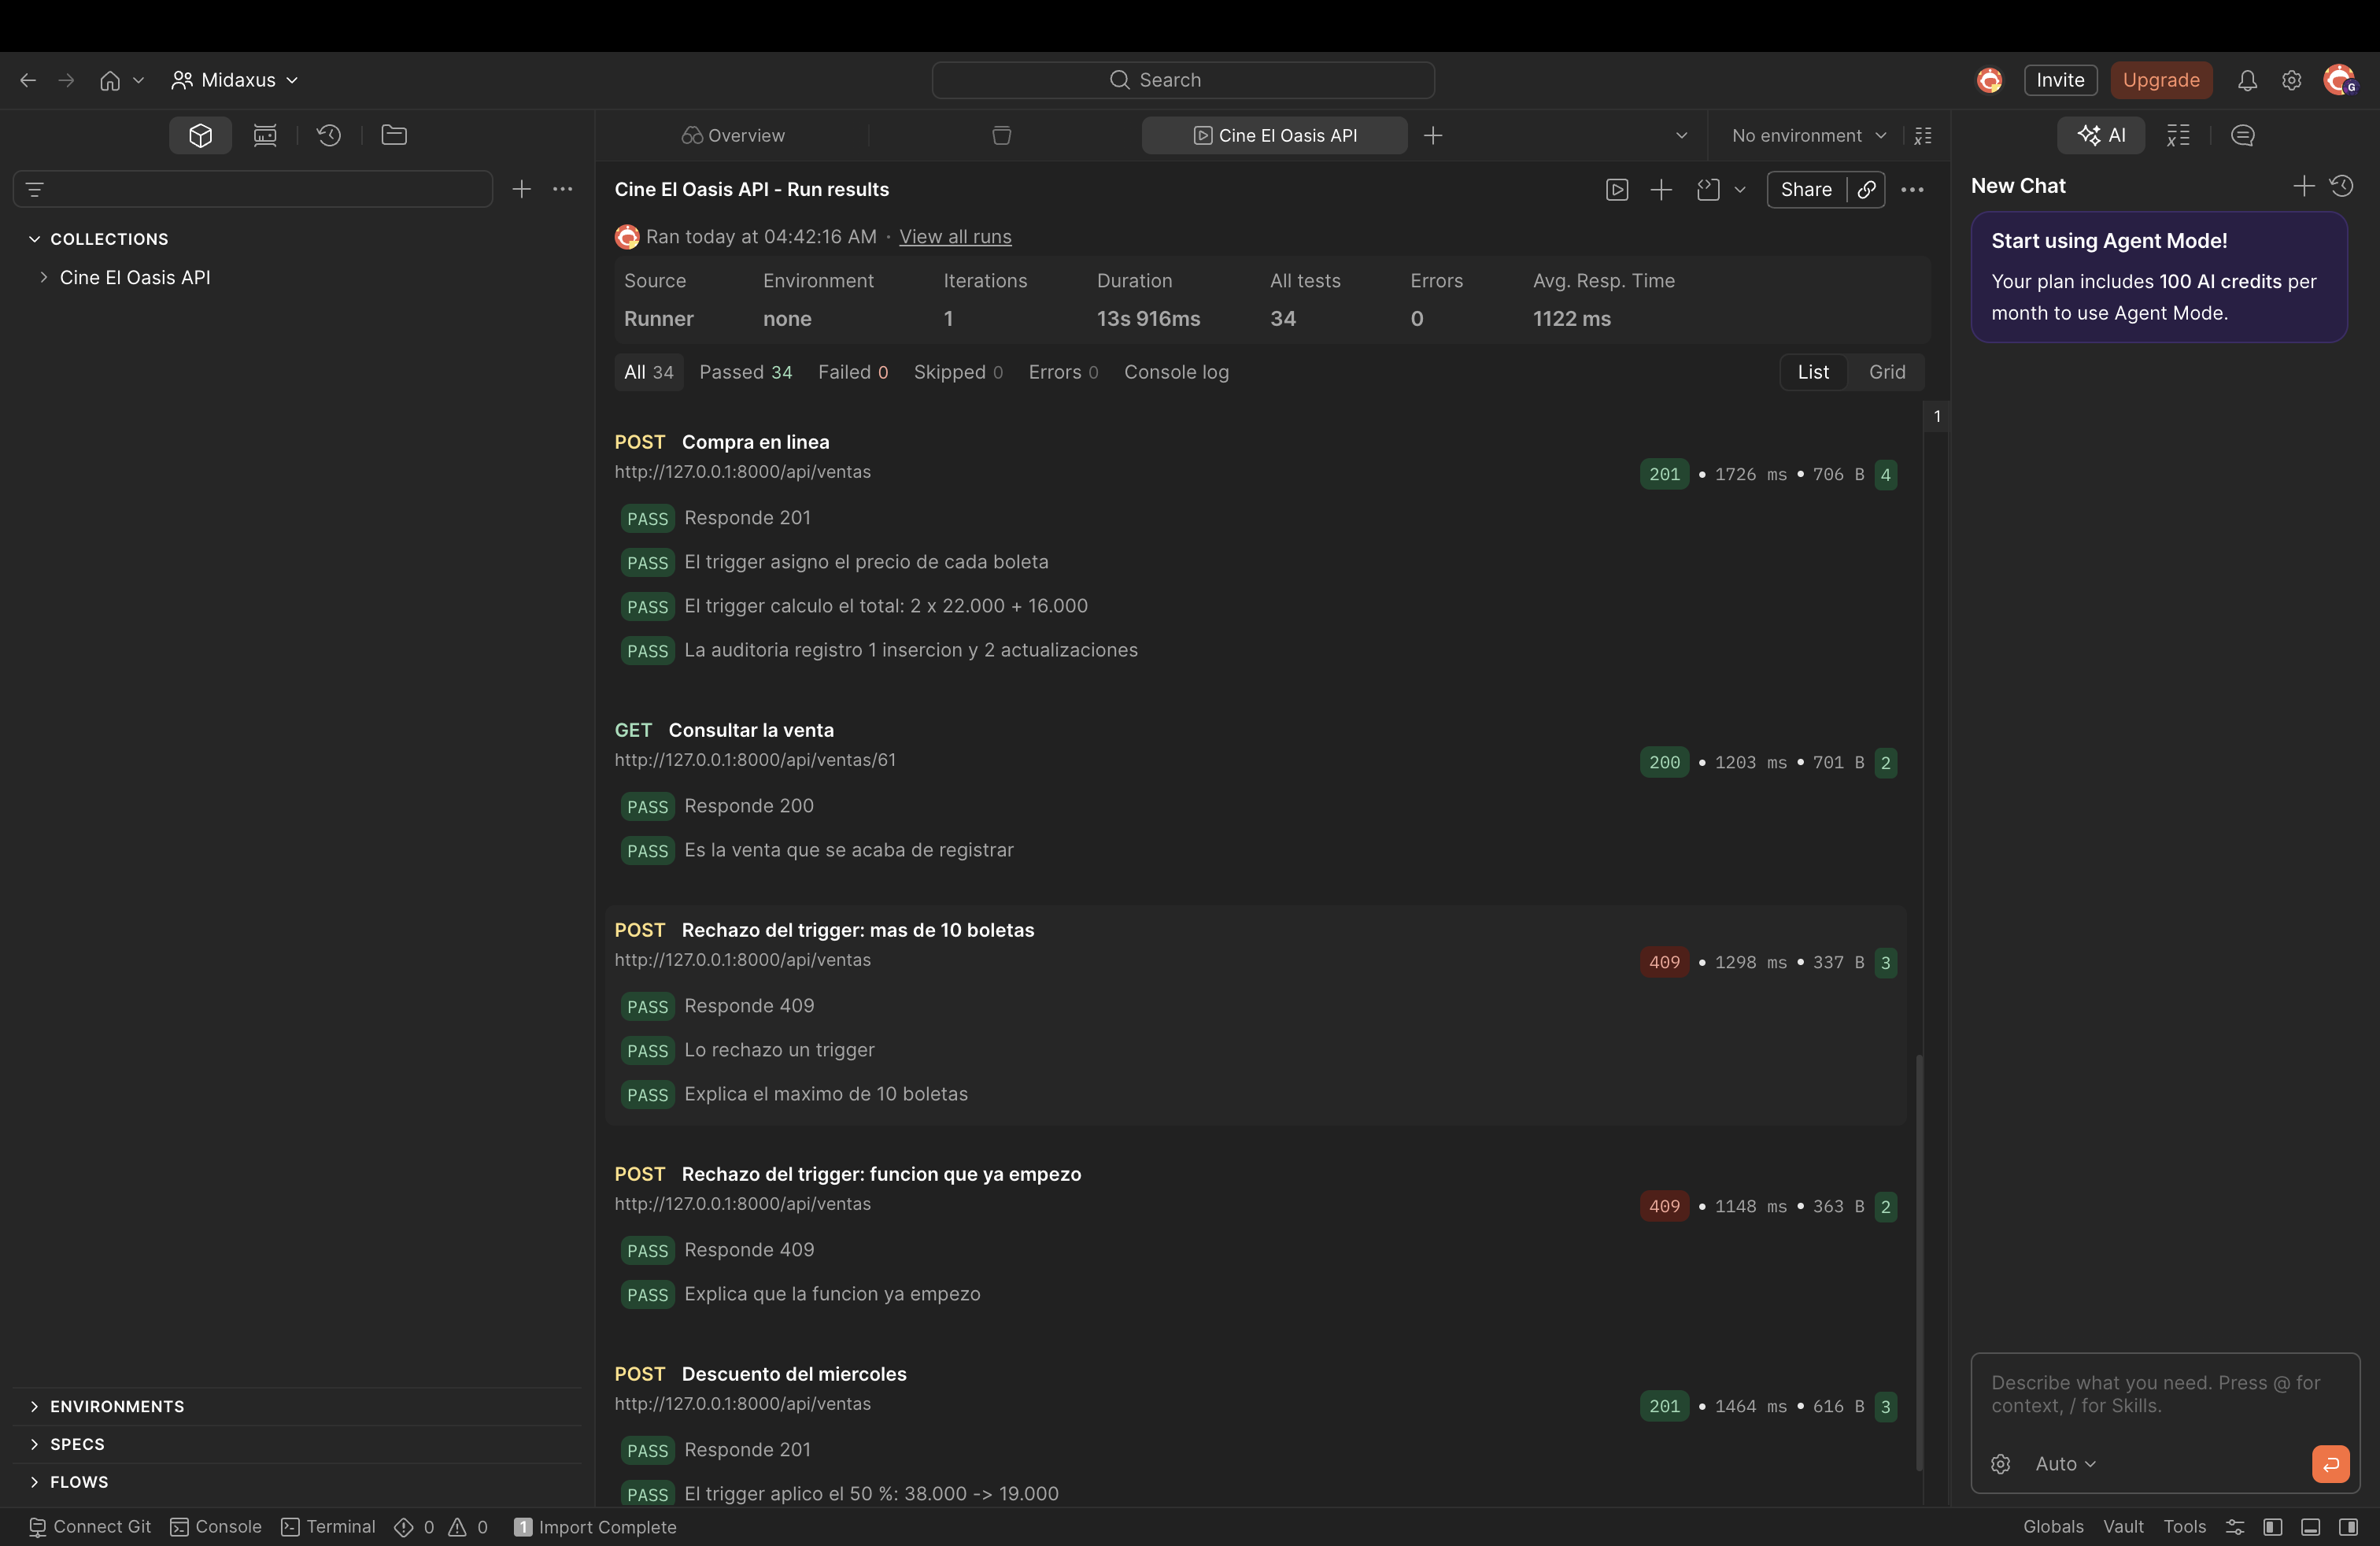 Midaxus
Search
Invite
Upgrade
G
Overview
Cine El Oasis API
No environment
AI
COLLECTIONS
Cine El Oasis API
ENVIRONMENTS
SPECS
FLOWS
Cine El Oasis API - Run results
Share
Ran today at 04:42:16 AM · View all runs
Source Environment Iterations Duration All tests Errors Avg. Resp. Time
Runner none 1 13s 916ms 34 0 1122 ms
All 34 Passed 34 Failed 0 Skipped 0 Errors 0 Console log
List Grid
1
POST Compra en linea
http://127.0.0.1:8000/api/ventas
201 • 1726 ms • 706 B 4
PASS Responde 201
PASS El trigger asigno el precio de cada boleta
PASS El trigger calculo el total: 2 x 22.000 + 16.000
PASS La auditoria registro 1 insercion y 2 actualizaciones
GET Consultar la venta
http://127.0.0.1:8000/api/ventas/61
200 • 1203 ms • 701 B 2
PASS Responde 200
PASS Es la venta que se acaba de registrar
POST Rechazo del trigger: mas de 10 boletas
http://127.0.0.1:8000/api/ventas
409 • 1298 ms • 337 B 3
PASS Responde 409
PASS Lo rechazo un trigger
PASS Explica el maximo de 10 boletas
POST Rechazo del trigger: funcion que ya empezo
http://127.0.0.1:8000/api/ventas
409 • 1148 ms • 363 B 2
PASS Responde 409
PASS Explica que la funcion ya empezo
POST Descuento del miercoles
http://127.0.0.1:8000/api/ventas
201 • 1464 ms • 616 B 3
PASS Responde 201
PASS El trigger aplico el 50 %: 38.000 -> 19.000
New Chat
Start using Agent Mode!
Your plan includes 100 AI credits per
month to use Agent Mode.
Describe what you need. Press @ for
context, / for Skills.
Auto
Connect Git Console Terminal 0 0 1 Import Complete
Globals Vault Tools